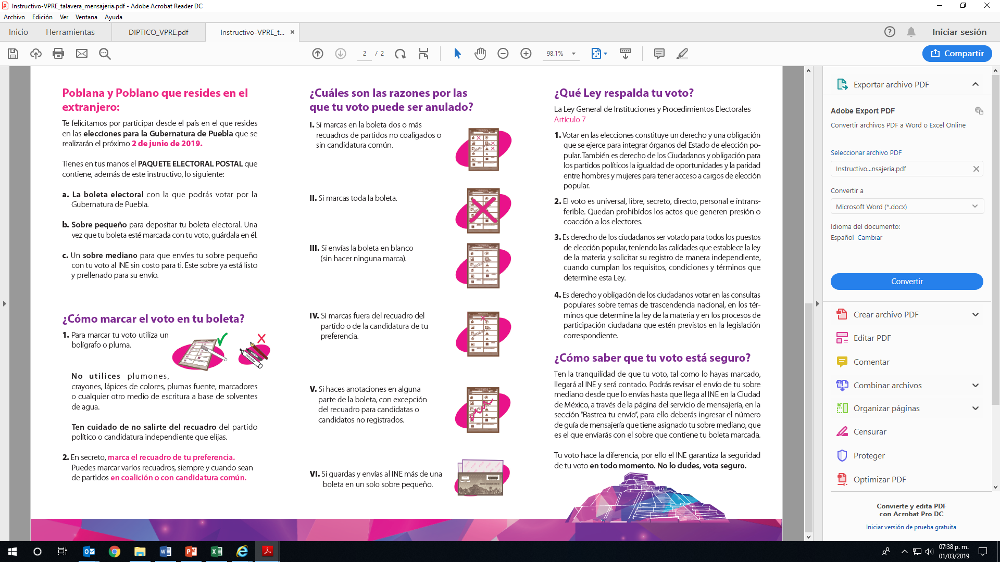 Instructivo-VPRE_talavera_mensajeria.pdf - Adobe Acrobat Reader DC
Archivo Edición Ver Ventana Ayuda
Inicio Herramientas DIPTICO_VPRE.pdf Instructivo-VPRE_t... × Iniciar sesión
2 / 2 98.1% Compartir
Poblana y Poblano que resides en el
extranjero:
Te felicitamos por participar desde el país en el que resides
en las elecciones para la Gubernatura de Puebla que se
realizarán el próximo 2 de junio de 2019.
Tienes en tus manos el PAQUETE ELECTORAL POSTAL que
contiene, además de este instructivo, lo siguiente:
a. La boleta electoral con la que podrás votar por la
Gubernatura de Puebla.
b. Sobre pequeño para depositar tu boleta electoral. Una
vez que tu boleta esté marcada con tu voto, guárdala en él.
c. Un sobre mediano para que envíes tu sobre pequeño
con tu voto al INE sin costo para ti. Este sobre ya está listo
y prellenado para su envío.
¿Cómo marcar el voto en tu boleta?
1. Para marcar tu voto utiliza un
bolígrafo o pluma.
No utilices plumones,
crayones, lápices de colores, plumas fuente, marcadores
o cualquier otro medio de escritura a base de solventes
de agua.
Ten cuidado de no salirte del recuadro del partido
político o candidatura independiente que elijas.
2. En secreto, marca el recuadro de tu preferencia.
Puedes marcar varios recuadros, siempre y cuando sean
de partidos en coalición o con candidatura común.
¿Cuáles son las razones por las
que tu voto puede ser anulado?
I. Si marcas en la boleta dos o más
recuadros de partidos no coaligados o
sin candidatura común.
II. Si marcas toda la boleta.
III. Si envías la boleta en blanco
(sin hacer ninguna marca).
IV. Si marcas fuera del recuadro del
partido o de la candidatura de tu
preferencia.
V. Si haces anotaciones en alguna
parte de la boleta, con excepción
del recuadro para candidatas o
candidatos no registrados.
VI. Si guardas y envías al INE más de una
boleta en un solo sobre pequeño.
¿Qué Ley respalda tu voto?
La Ley General de Instituciones y Procedimientos Electorales
Artículo 7
1. Votar en las elecciones constituye un derecho y una obligación
que se ejerce para integrar órganos del Estado de elección po-
pular. También es derecho de los Ciudadanos y obligación para
los partidos políticos la igualdad de oportunidades y la paridad
entre hombres y mujeres para tener acceso a cargos de elección
popular.
2. El voto es universal, libre, secreto, directo, personal e intrans-
ferible. Quedan prohibidos los actos que generen presión o
coacción a los electores.
3. Es derecho de los ciudadanos ser votado para todos los puestos
de elección popular, teniendo las calidades que establece la ley
de la materia y solicitar su registro de manera independiente,
cuando cumplan los requisitos, condiciones y términos que
determine esta Ley.
4. Es derecho y obligación de los ciudadanos votar en las consultas
populares sobre temas de trascendencia nacional, en los tér-
minos que determine la ley de la materia y en los procesos de
participación ciudadana que estén previstos en la legislación
correspondiente.
¿Cómo saber que tu voto está seguro?
Ten la tranquilidad de que tu voto, tal como lo hayas marcado,
llegará al INE y será contado. Podrás revisar el envío de tu sobre
mediano desde que lo envías hasta que llega al INE en la Ciudad
de México, a través de la página del servicio de mensajería, en la
sección “Rastrea tu envío”, para ello deberás ingresar el número
de guía de mensajería que tiene asignado tu sobre mediano, que
es el que enviarás con el sobre que contiene tu boleta marcada.
Tu voto hace la diferencia, por ello el INE garantiza la seguridad
de tu voto en todo momento. No lo dudes, vota seguro.
Exportar archivo PDF
Adobe Export PDF
Convertir archivos PDF a Word o Excel Online
Seleccionar archivo PDF
Instructivo...nsajeria.pdf
Convertir a
Microsoft Word (*.docx)
Idioma del documento:
Español Cambiar
Convertir
Crear archivo PDF
Editar PDF
Comentar
Combinar archivos
Organizar páginas
Censurar
Proteger
Optimizar PDF
Convierte y edita PDF
con Acrobat Pro DC
Iniciar versión de prueba gratuita
07:38 p. m.
01/03/2019